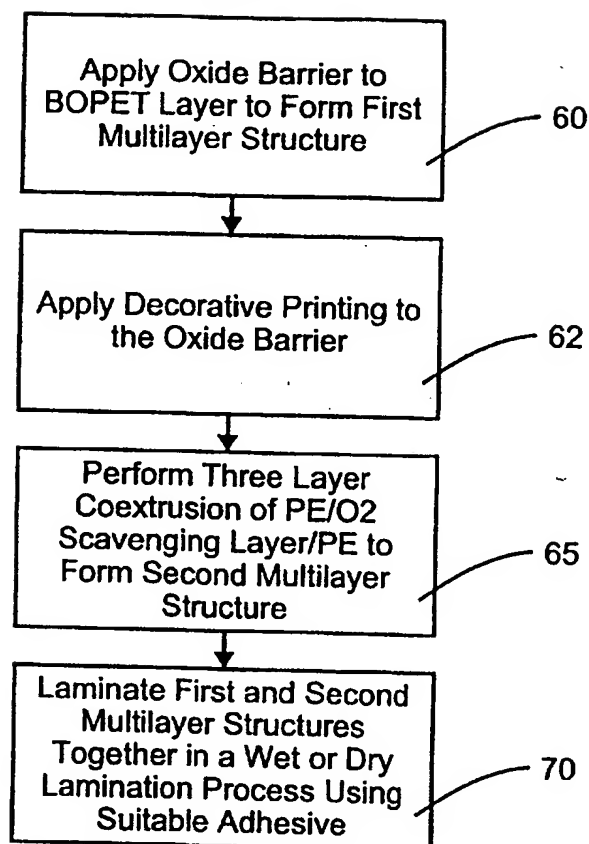 Apply Oxide Barrier to
BOPET Layer to Form First
Multilayer Structure
60
Apply Decorative Printing to
the Oxide Barrier
62
Perform Three Layer
Coextrusion of PE/O2
Scavenging Layer/PE to
Form Second Multilayer
Structure
65
Laminate First and Second
Multilayer Structures
Together in a Wet or Dry
Lamination Process Using
Suitable Adhesive
70